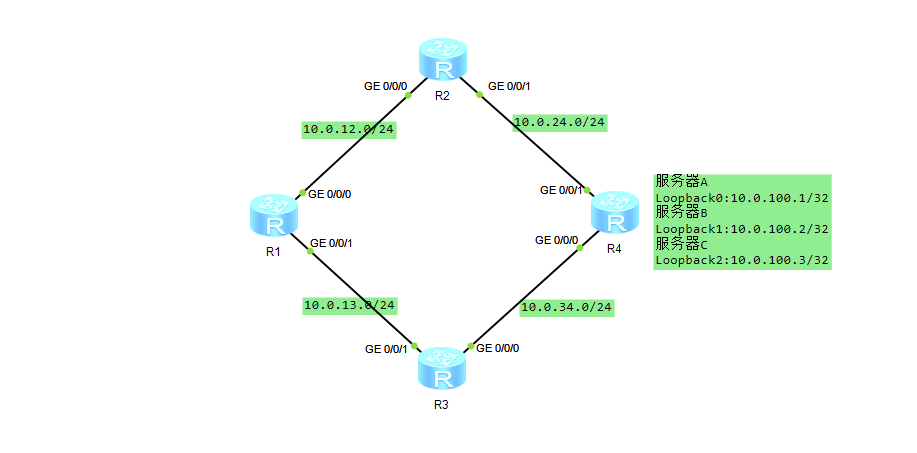 R
GE 0/0/0
GE 0/0/1
R2
10.0.12.0/24
10.0.24.0/24
GE 0/0/0
GE 0/0/1
R
R
R1
GE 0/0/1
GE 0/0/0
R4
服务器A
Loopback0:10.0.100.1/32
服务器B
Loopback1:10.0.100.2/32
服务器C
Loopback2:10.0.100.3/32
10.0.13.0/24
10.0.34.0/24
GE 0/0/1
GE 0/0/0
R
R3